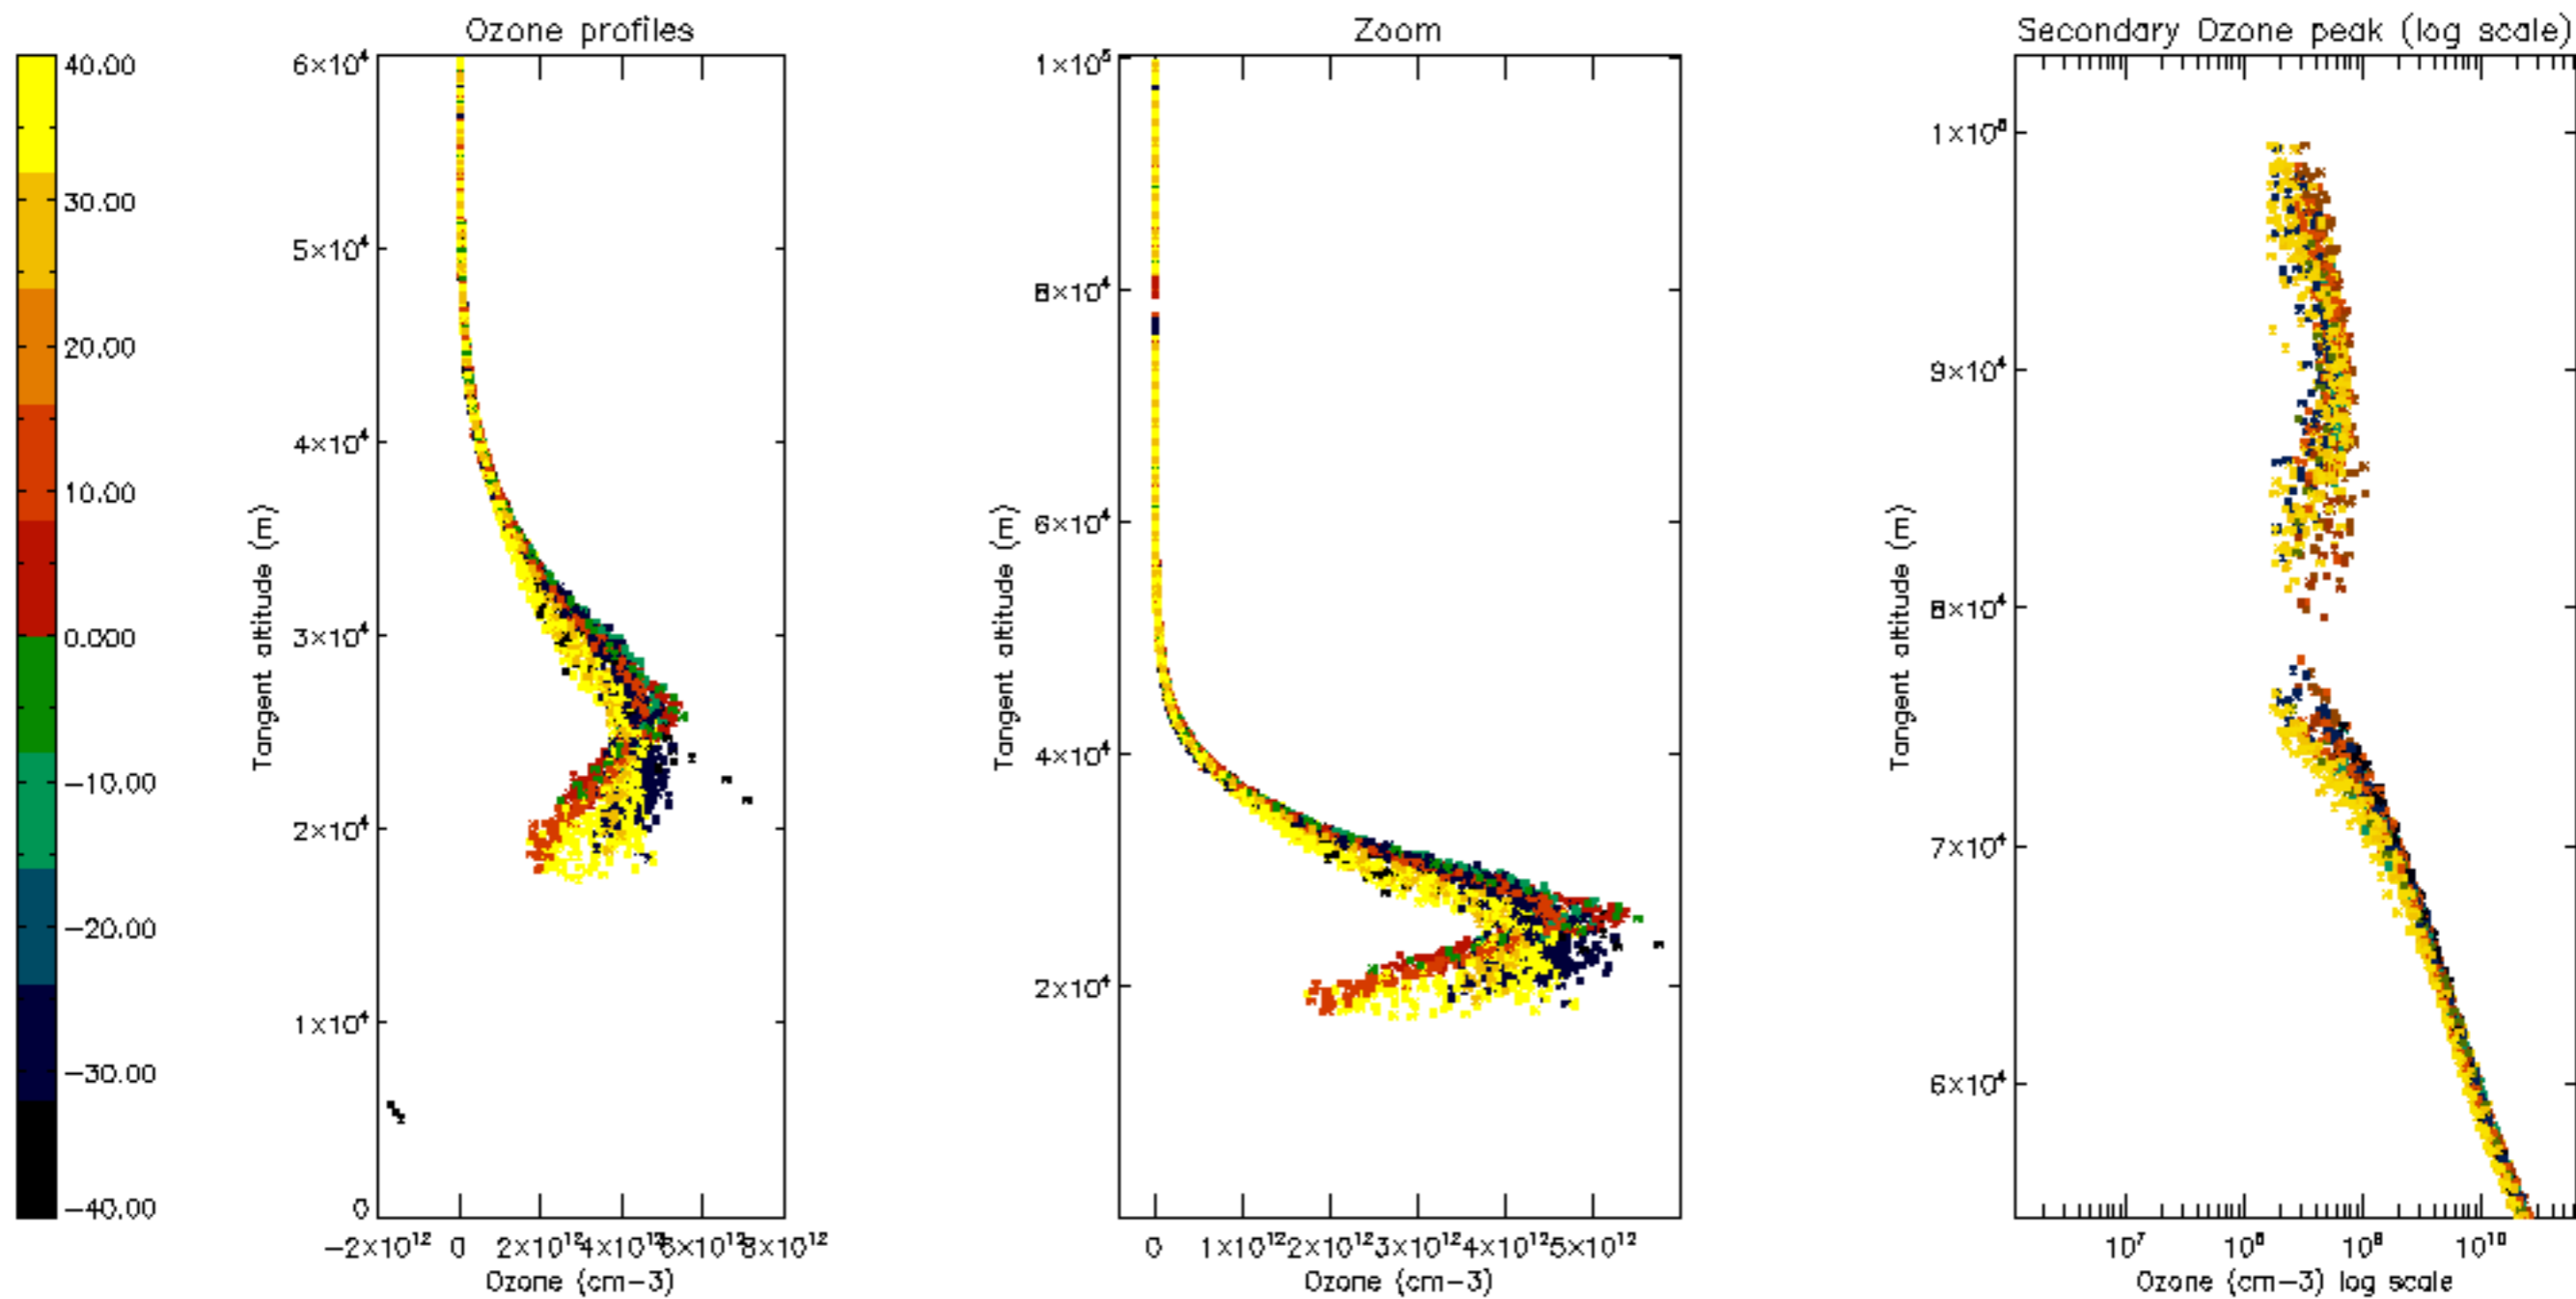 Ozone profiles
Zoom
Secondary Ozone peak (log scale)
40.00
30.00
20.00
10.00
0.000
−10.00
−20.00
−30.00
−40.00
Tangent altitude (m)
6×10⁴
5×10⁴
4×10⁴
3×10⁴
2×10⁴
1×10⁴
0
−2×10¹² 0 2×10¹² 4×10¹² 6×10¹² 8×10¹²
Ozone (cm−3)
Tangent altitude (m)
1×10⁵
8×10⁴
6×10⁴
4×10⁴
2×10⁴
0 1×10¹² 2×10¹² 3×10¹² 4×10¹² 5×10¹²
Ozone (cm−3)
Tangent altitude (m)
1×10⁵
9×10⁴
8×10⁴
7×10⁴
6×10⁴
10⁷ 10⁸ 10⁹ 10¹⁰
Ozone (cm−3) log scale